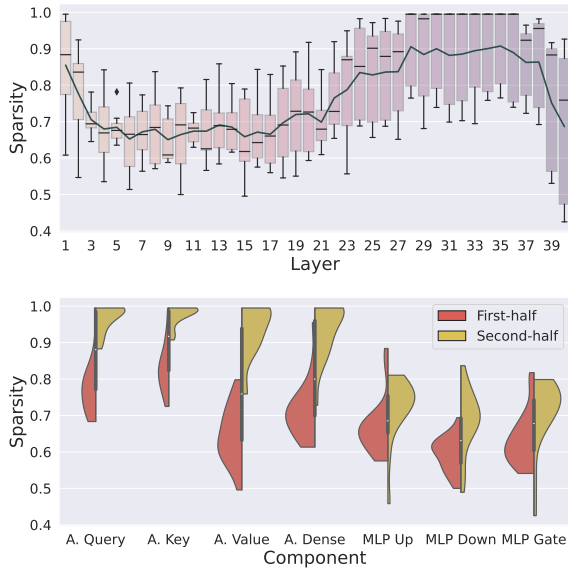 1.0
0.9
0.8
0.7
0.6
0.5
0.4
Sparsity
1 3 5 7 9 11 13 15 17 19 21 23 25 27 29 31 33 35 37 39
Layer
1.0
0.9
0.8
0.7
0.6
0.5
0.4
Sparsity
First-half
Second-half
A. Query A. Key A. Value A. Dense MLP Up MLP Down MLP Gate
Component